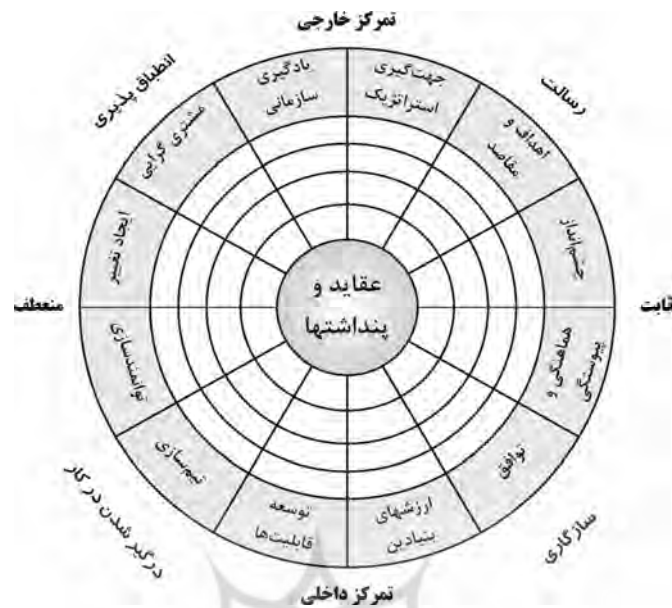 تمرکز خارجی
انطباق پذیری
رسالت
یادگیری
سازمانی
جهت‌گیری
استراتژیک
مشتری گرایی
اهداف و
مقاصد
ایجاد تغییر
چشم‌انداز
منعطف
عقاید و
پنداشتها
ثابت
توانمندسازی
هماهنگی و
پیوستگی
تیم‌سازی
توافق
توسعه
قابلیت‌ها
ارزشهای
بنیادین
درگیر شدن در کار
سازگاری
تمرکز داخلی